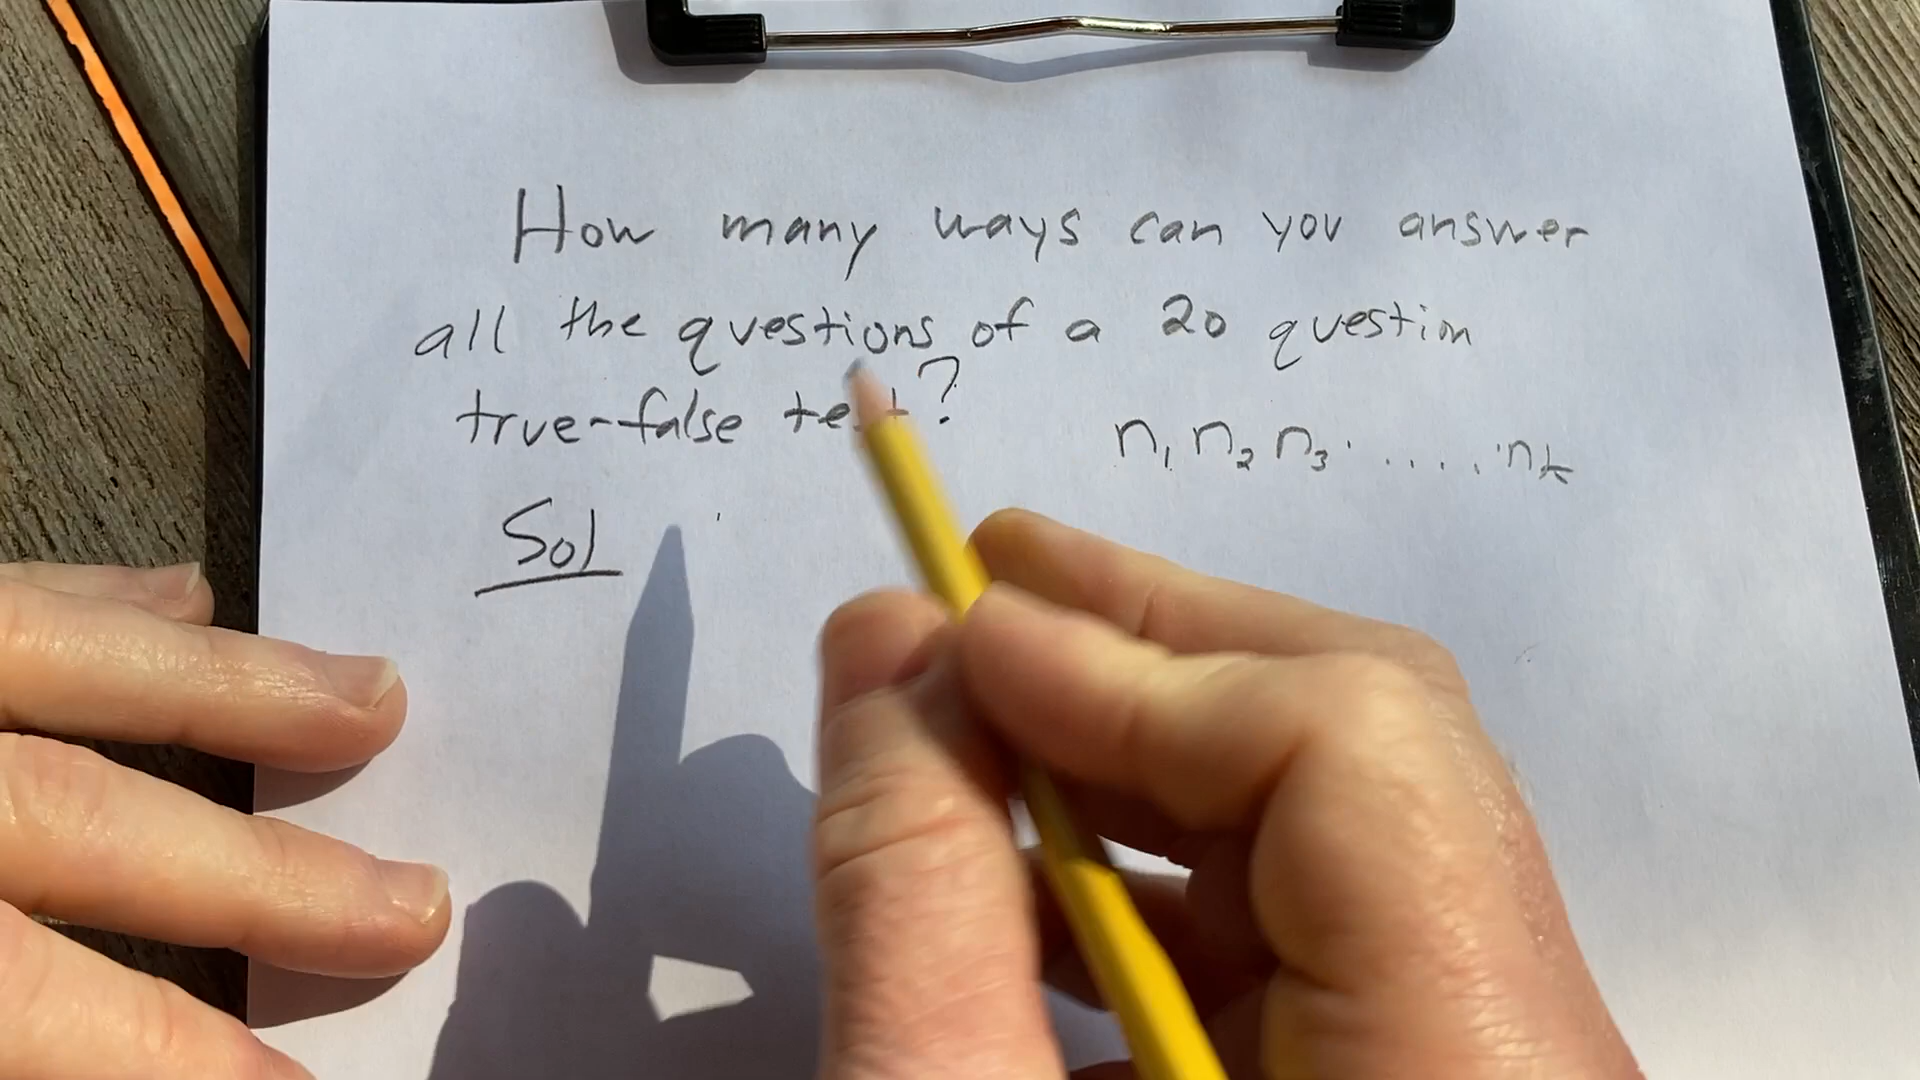 How many ways can you answer
all the questions of a 20 question
true-false test?
n₁ n₂ n₃ · .... · nₖ
Sol